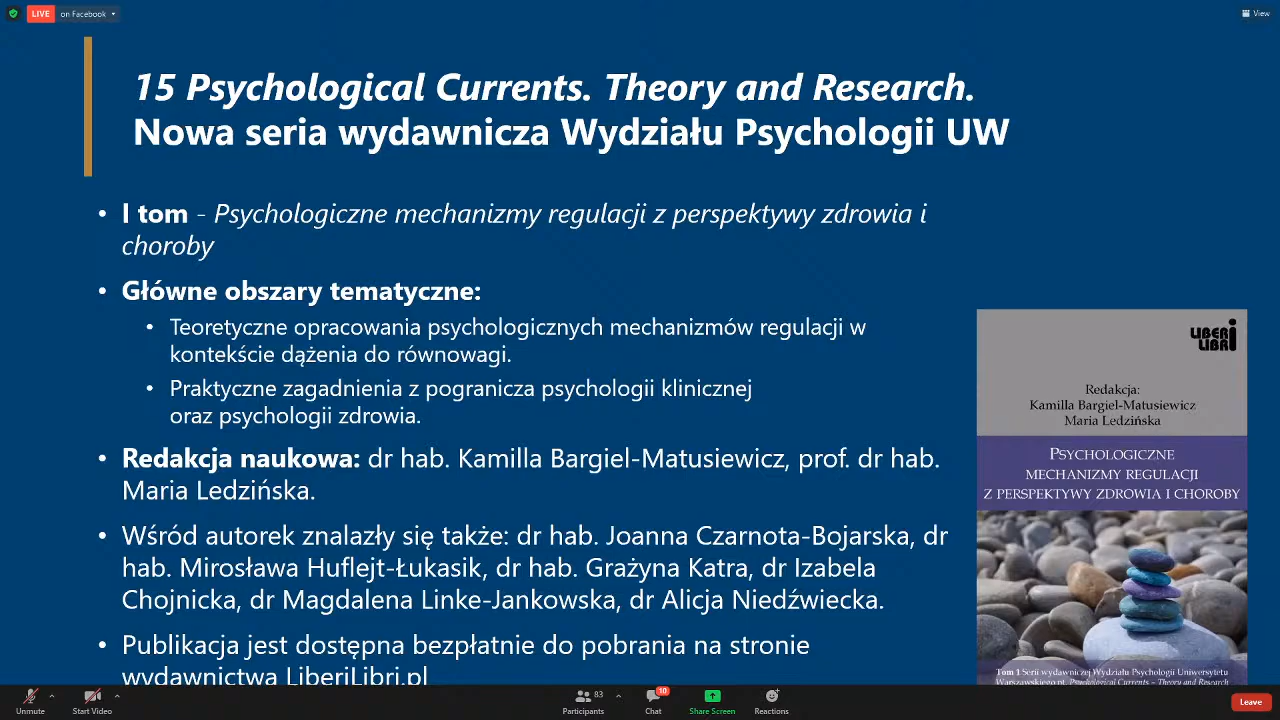 LIVE on Facebook
View
15 Psychological Currents. Theory and Research.
Nowa seria wydawnicza Wydziału Psychologii UW
• I tom - Psychologiczne mechanizmy regulacji z perspektywy zdrowia i
choroby
• Główne obszary tematyczne:
• Teoretyczne opracowania psychologicznych mechanizmów regulacji w
kontekście dążenia do równowagi.
• Praktyczne zagadnienia z pogranicza psychologii klinicznej
oraz psychologii zdrowia.
• Redakcja naukowa: dr hab. Kamilla Bargiel-Matusiewicz, prof. dr hab.
Maria Ledzińska.
• Wśród autorek znalazły się także: dr hab. Joanna Czarnota-Bojarska, dr
hab. Mirosława Huflejt-Łukasik, dr hab. Grażyna Katra, dr Izabela
Chojnicka, dr Magdalena Linke-Jankowska, dr Alicja Niedźwiecka.
• Publikacja jest dostępna bezpłatnie do pobrania na stronie
wydawnictwa LiberiLibri.pl
LIBERI
LIBRI
Redakcja:
Kamilla Bargiel-Matusiewicz
Maria Ledzińska
PSYCHOLOGICZNE
MECHANIZMY REGULACJI
Z PERSPEKTYWY ZDROWIA I CHOROBY
Tom 1 Serii wydawniczej Wydziału Psychologii Uniwersytetu
Warszawskiego pt. Psychological Currents – Theory and Research
Unmute
Start Video
83
Participants
10
Chat
Share Screen
Reactions
Leave